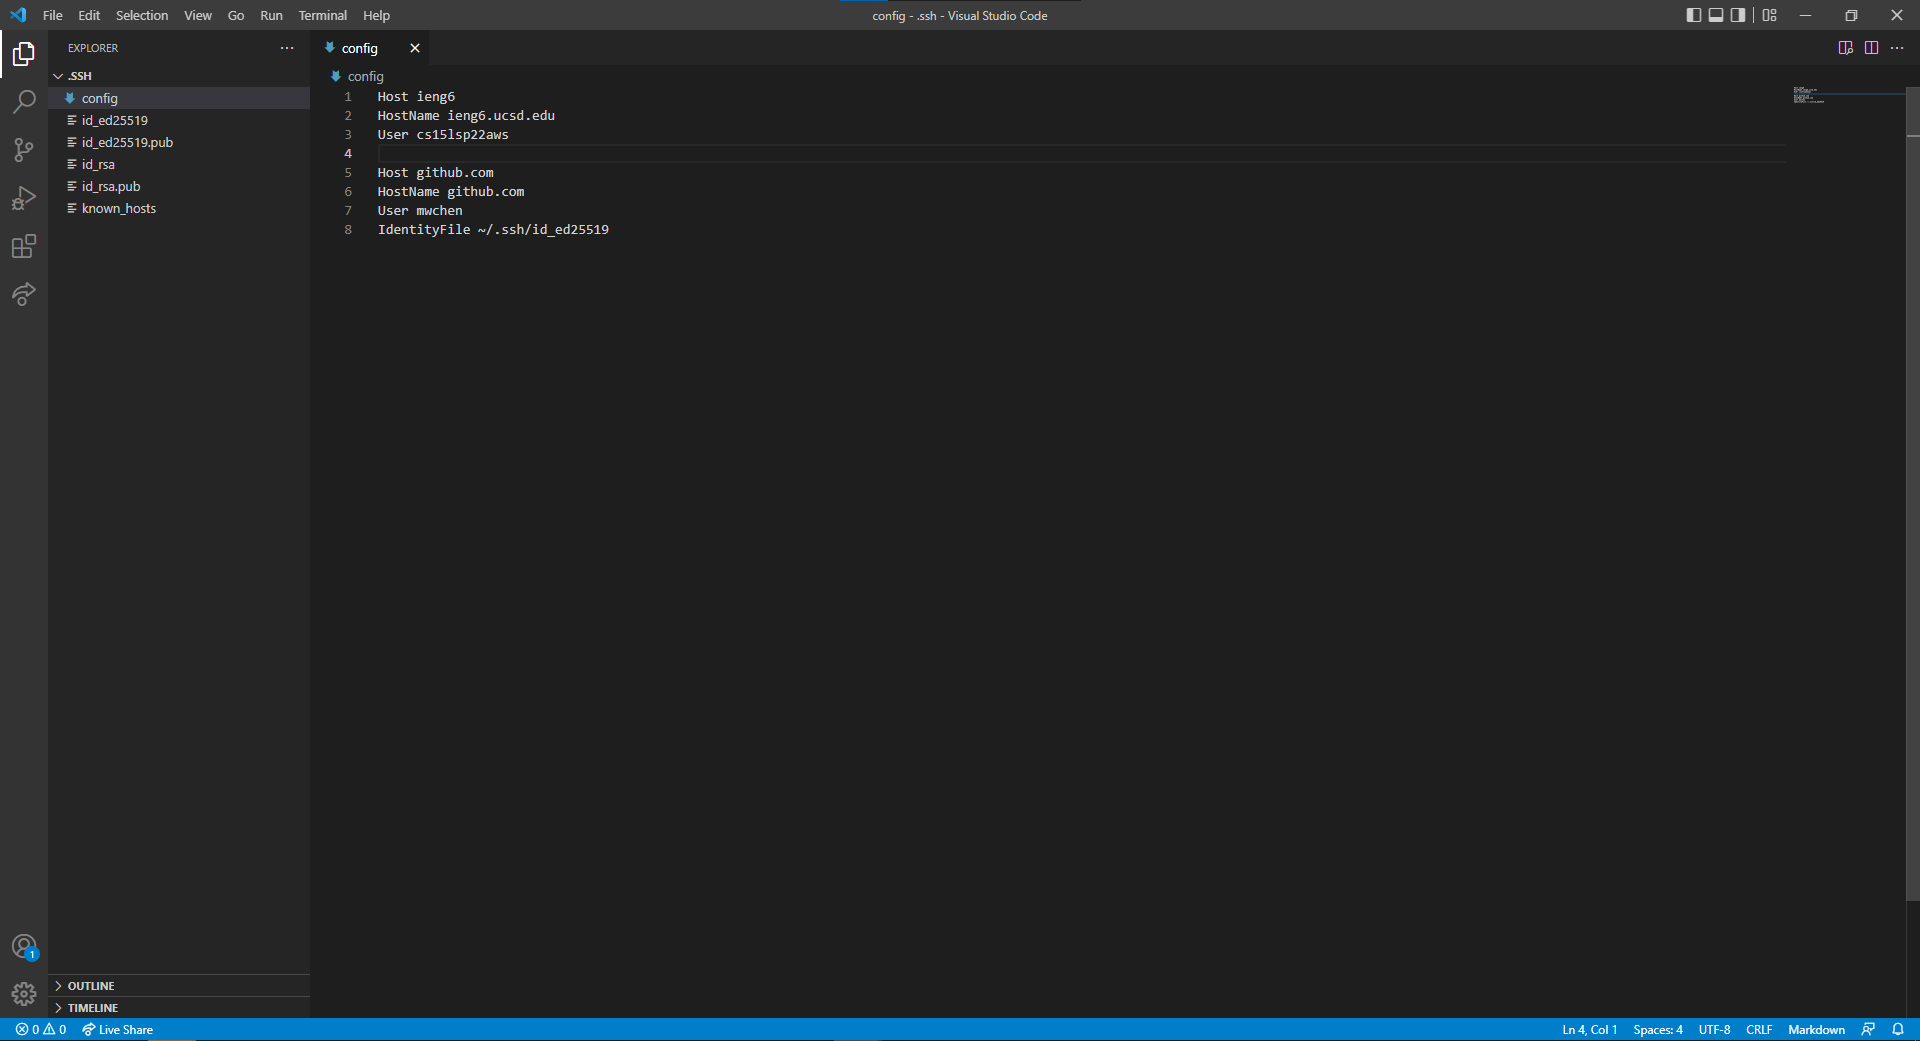 File Edit Selection View Go Run Terminal Help
config - .ssh - Visual Studio Code
EXPLORER
.SSH
config
id_ed25519
id_ed25519.pub
id_rsa
id_rsa.pub
known_hosts
OUTLINE
TIMELINE
config
config
1 Host ieng6
2 HostName ieng6.ucsd.edu
3 User cs15lsp22aws
4
5 Host github.com
6 HostName github.com
7 User mwchen
8 IdentityFile ~/.ssh/id_ed25519
1
0 0 Live Share
Ln 4, Col 1 Spaces: 4 UTF-8 CRLF Markdown